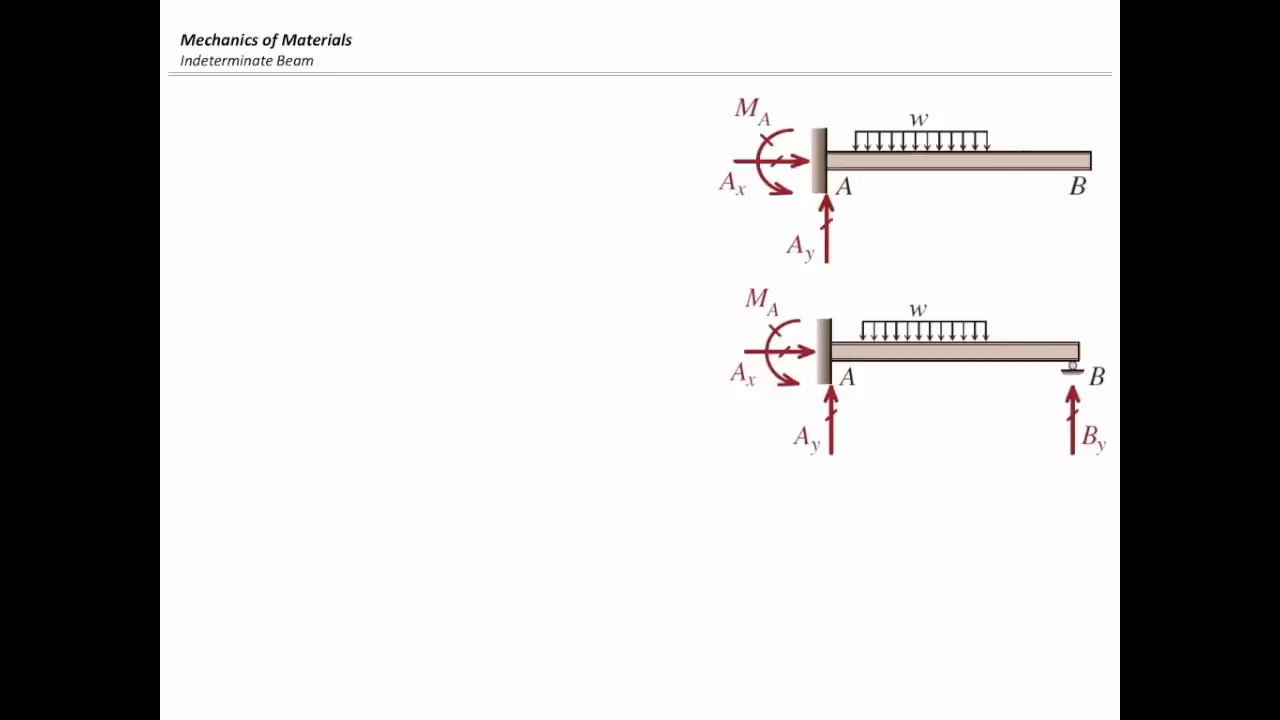 Mechanics of Materials
Indeterminate Beam
M_A
w
A_x
A
B
A_y
M_A
w
A_x
A
B
A_y
B_y